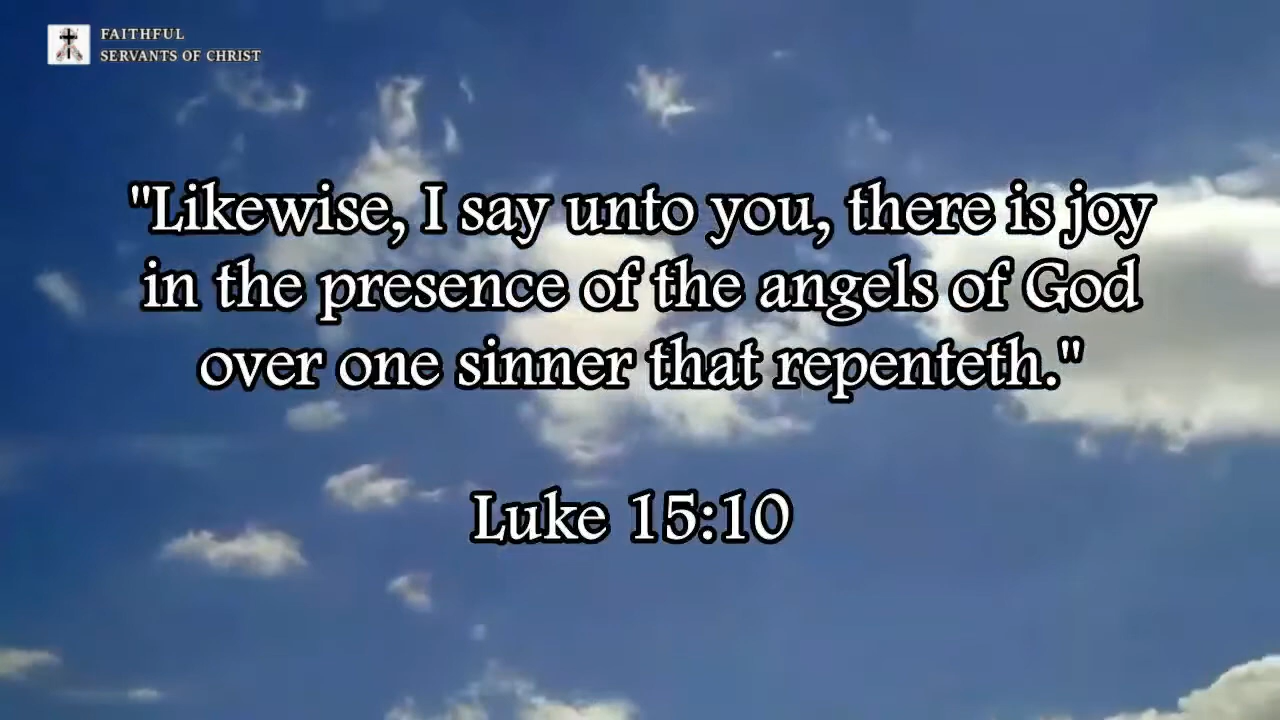 FAITHFUL
SERVANTS OF CHRIST
"Likewise, I say unto you, there is joy
in the presence of the angels of God
over one sinner that repenteth."
Luke 15:10